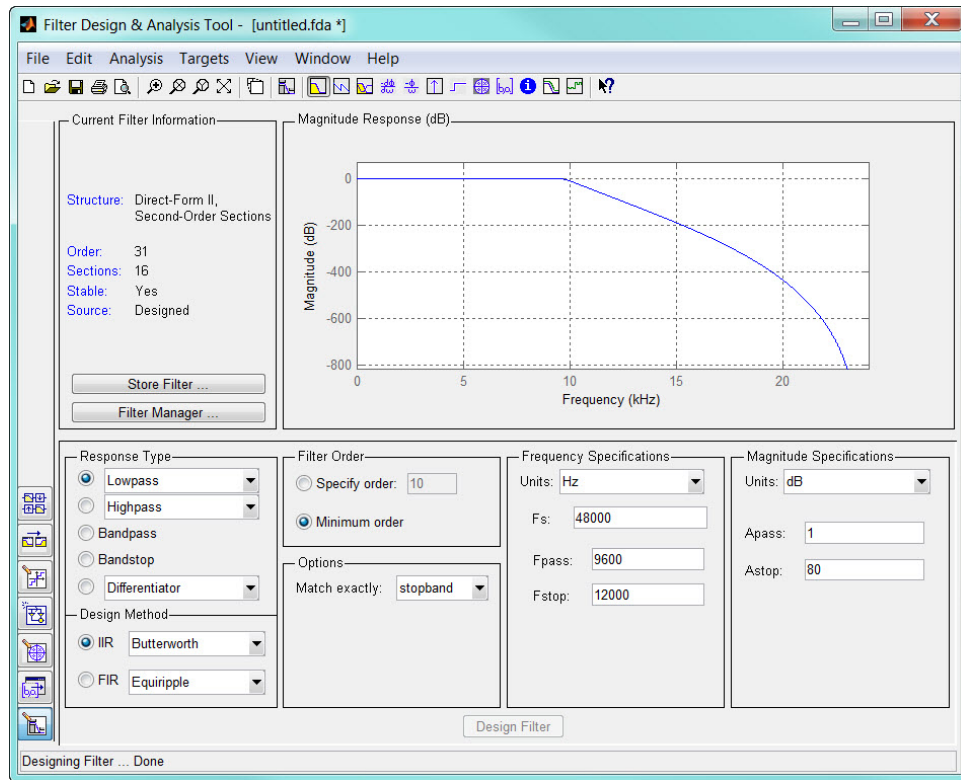 Filter Design & Analysis Tool - [untitled.fda *]
File Edit Analysis Targets View Window Help
Current Filter Information
Structure: Direct-Form II,
Second-Order Sections
Order: 31
Sections: 16
Stable: Yes
Source: Designed
Store Filter ...
Filter Manager ...
Magnitude Response (dB)
Magnitude (dB)
0
-200
-400
-600
-800
0 5 10 15 20
Frequency (kHz)
Response Type
Lowpass
Highpass
Bandpass
Bandstop
Differentiator
Design Method
IIR Butterworth
FIR Equiripple
Filter Order
Specify order: 10
Minimum order
Options
Match exactly: stopband
Frequency Specifications
Units: Hz
Fs: 48000
Fpass: 9600
Fstop: 12000
Magnitude Specifications
Units: dB
Apass: 1
Astop: 80
Design Filter
Designing Filter ... Done